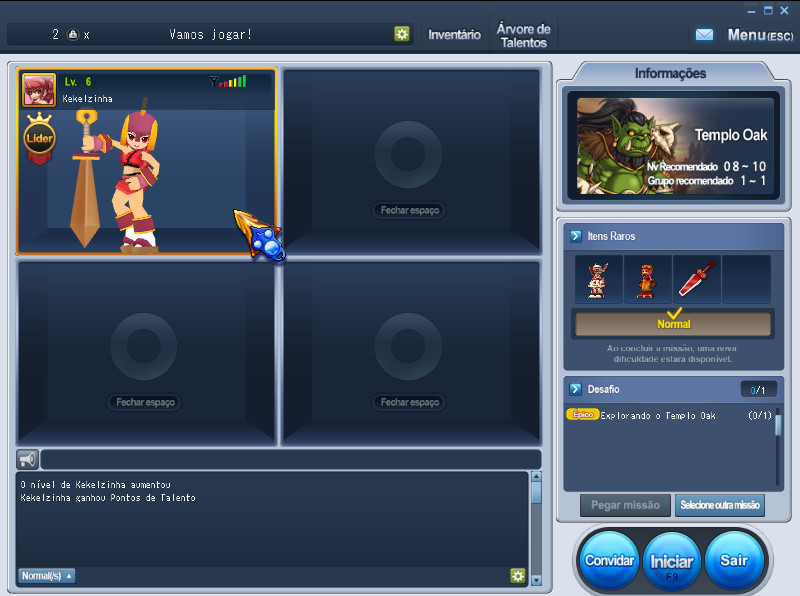 2 x Vamos jogar!
Inventário
Árvore de
Talentos
Menu(ESC)
Lv. 6
Kekelzinha
Líder
Fechar espaço
Fechar espaço
Fechar espaço
Informações
Templo Oak
Nv Recomendado 08 ~ 10
Grupo recomendado 1 ~ 1
Itens Raros
Normal
Ao concluir a missão, uma nova
dificuldade estará disponível.
Desafio
0/1
Épico Explorando o Templo Oak (0/1)
Pegar missão
Selecione outra missão
O nível de Kekelzinha aumentou
Kekelzinha ganhou Pontos de Talento
Normal(s)
Convidar
Iniciar
F9
Sair